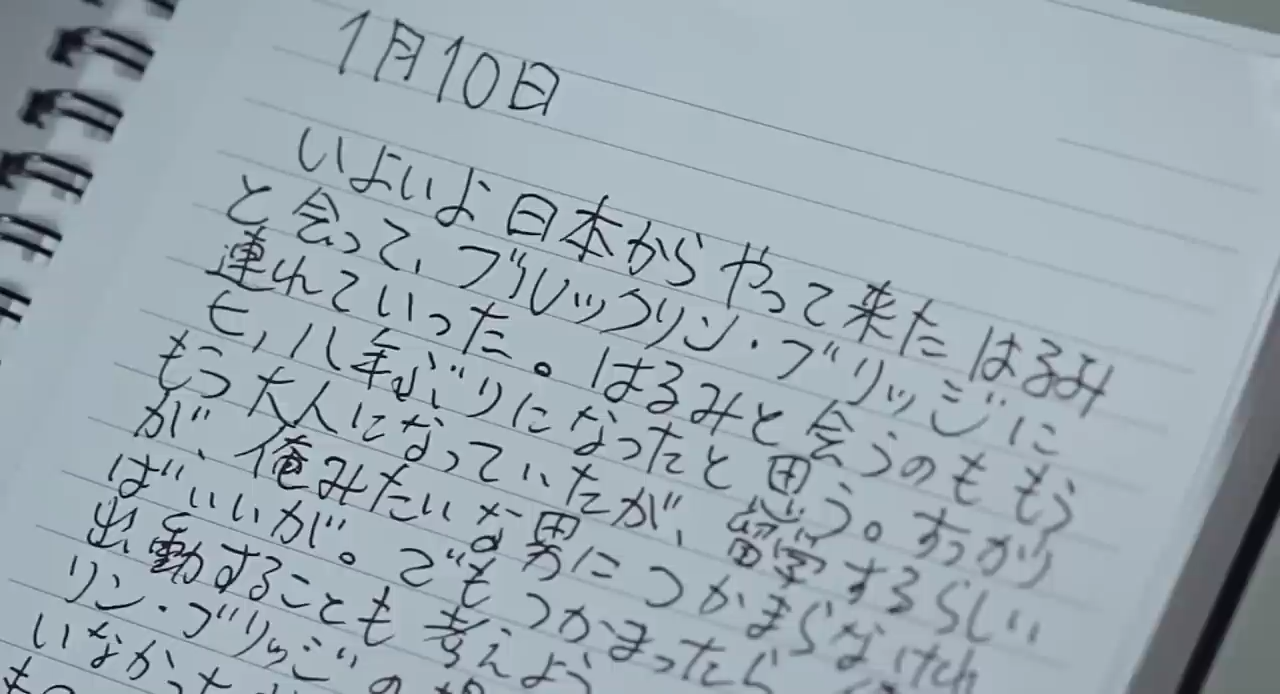 1月10日
いよいよ日本からやって来たはるみ
と会って、ブルックリン・ブリッジに
連れていった。はるみと会うのももう
七、八年ぶりになったと思う。すっかり
もう大人になっていたが、留学するらしい
が、俺みたいな男につかまらなけれ
ばいいが。でもつかまったら
出動することも考えよう
リン・ブリッジの
いなかった